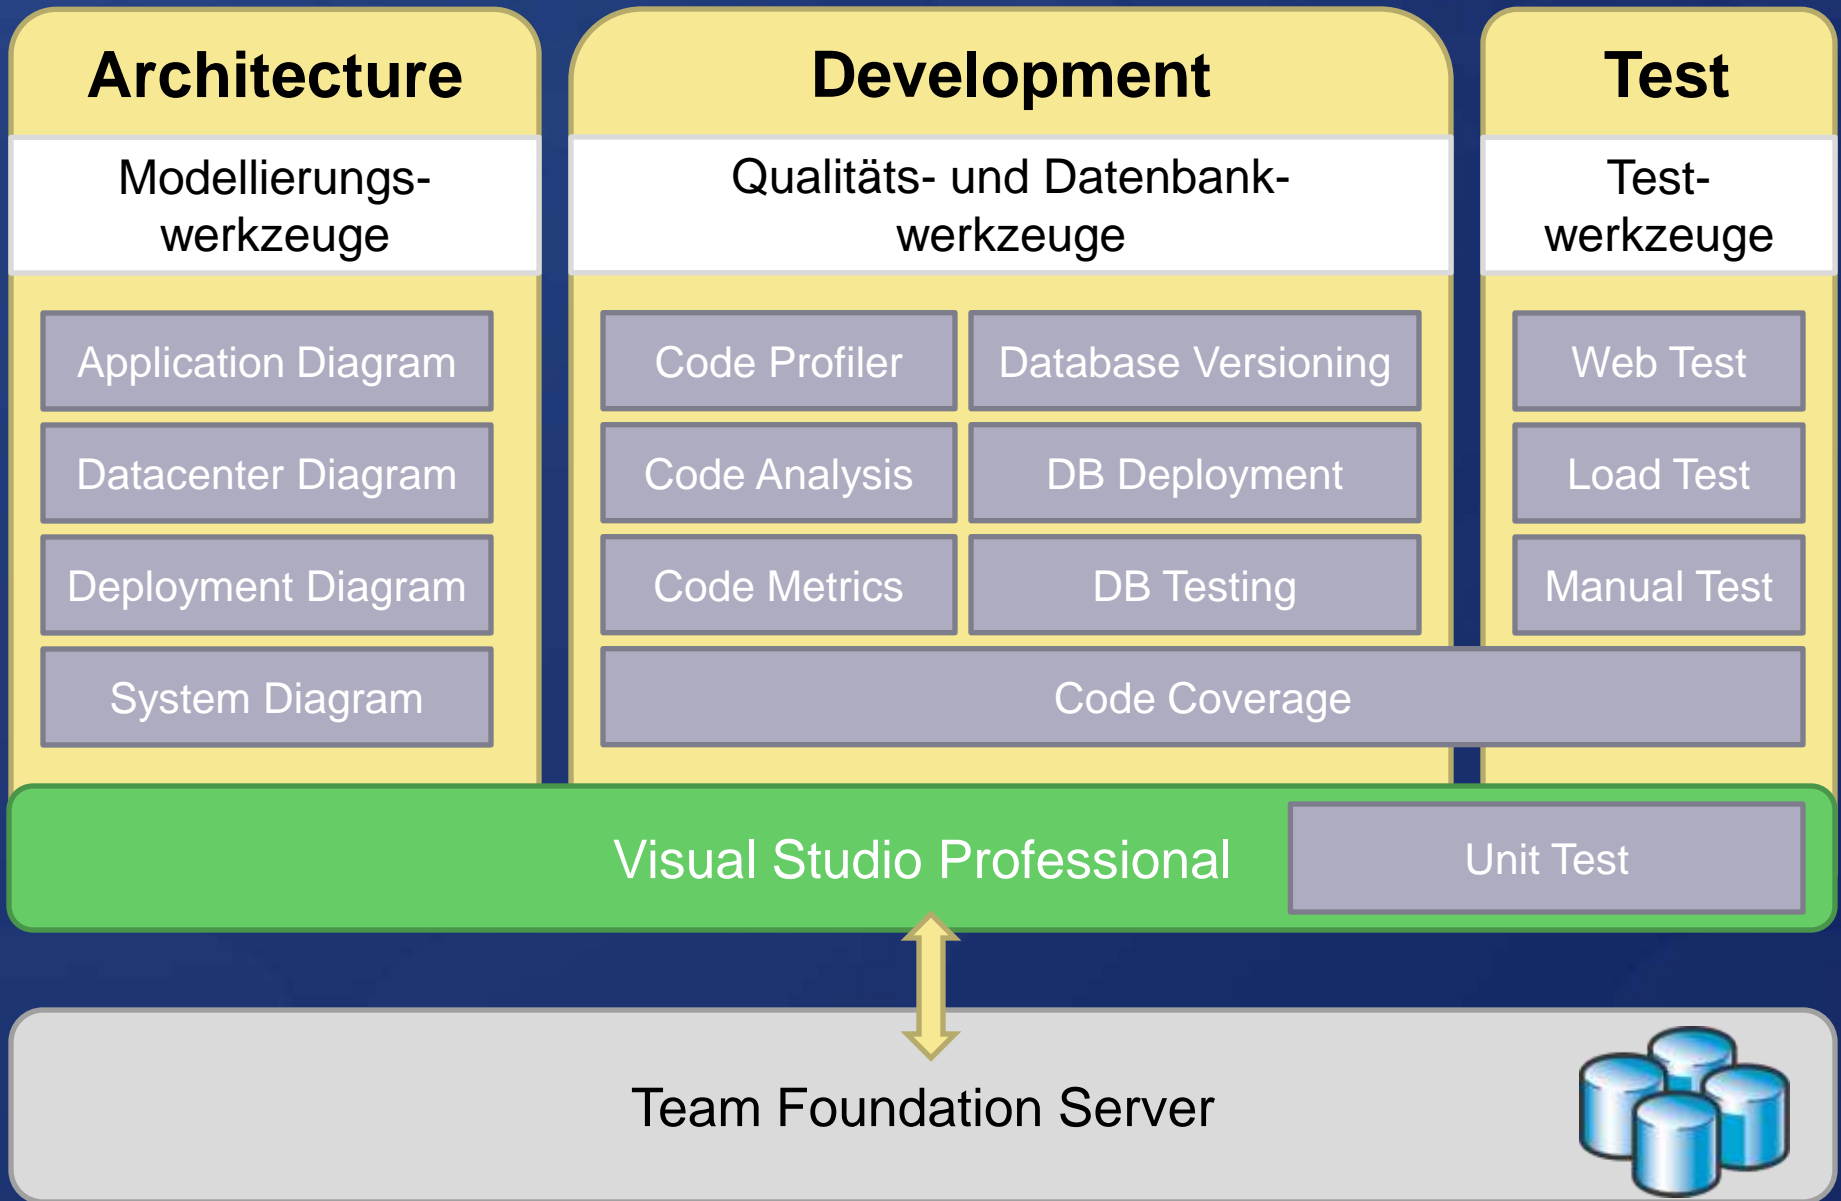 Architecture
Modellierungs-
werkzeuge
Application Diagram
Datacenter Diagram
Deployment Diagram
System Diagram
Development
Qualitäts- und Datenbank-
werkzeuge
Code Profiler
Database Versioning
Code Analysis
DB Deployment
Code Metrics
DB Testing
Code Coverage
Test
Test-
werkzeuge
Web Test
Load Test
Manual Test
Visual Studio Professional
Unit Test
Team Foundation Server